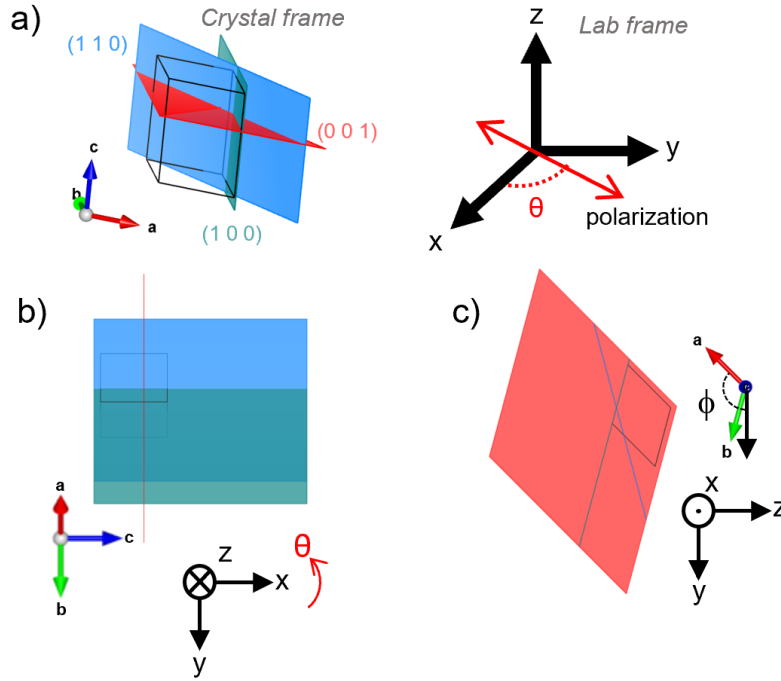 a)
Crystal frame
(1 1 0)
(0 0 1)
(1 0 0)
c
b
a
Lab frame
z
y
x
θ
polarization
b)
a
c
b
z
x
y
θ
c)
a
ϕ
b
x
z
y